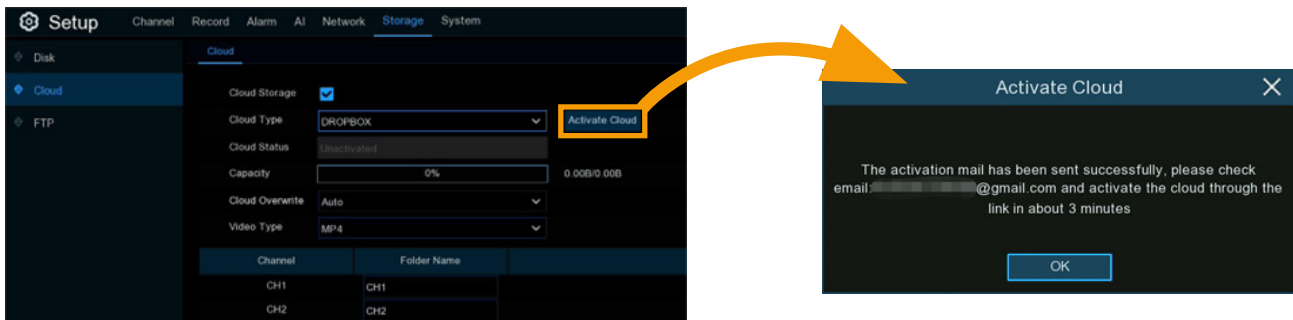 Setup Channel Record Alarm AI Network Storage System
Disk
Cloud
FTP
Cloud
Cloud Storage
Cloud Type DROPBOX Activate Cloud
Cloud Status Unactivated
Capacity 0% 0.00B/0.00B
Cloud Overwrite Auto
Video Type MP4
Channel Folder Name
CH1 CH1
CH2 CH2
Activate Cloud
The activation mail has been sent successfully, please check
email: @gmail.com and activate the cloud through the
link in about 3 minutes
OK